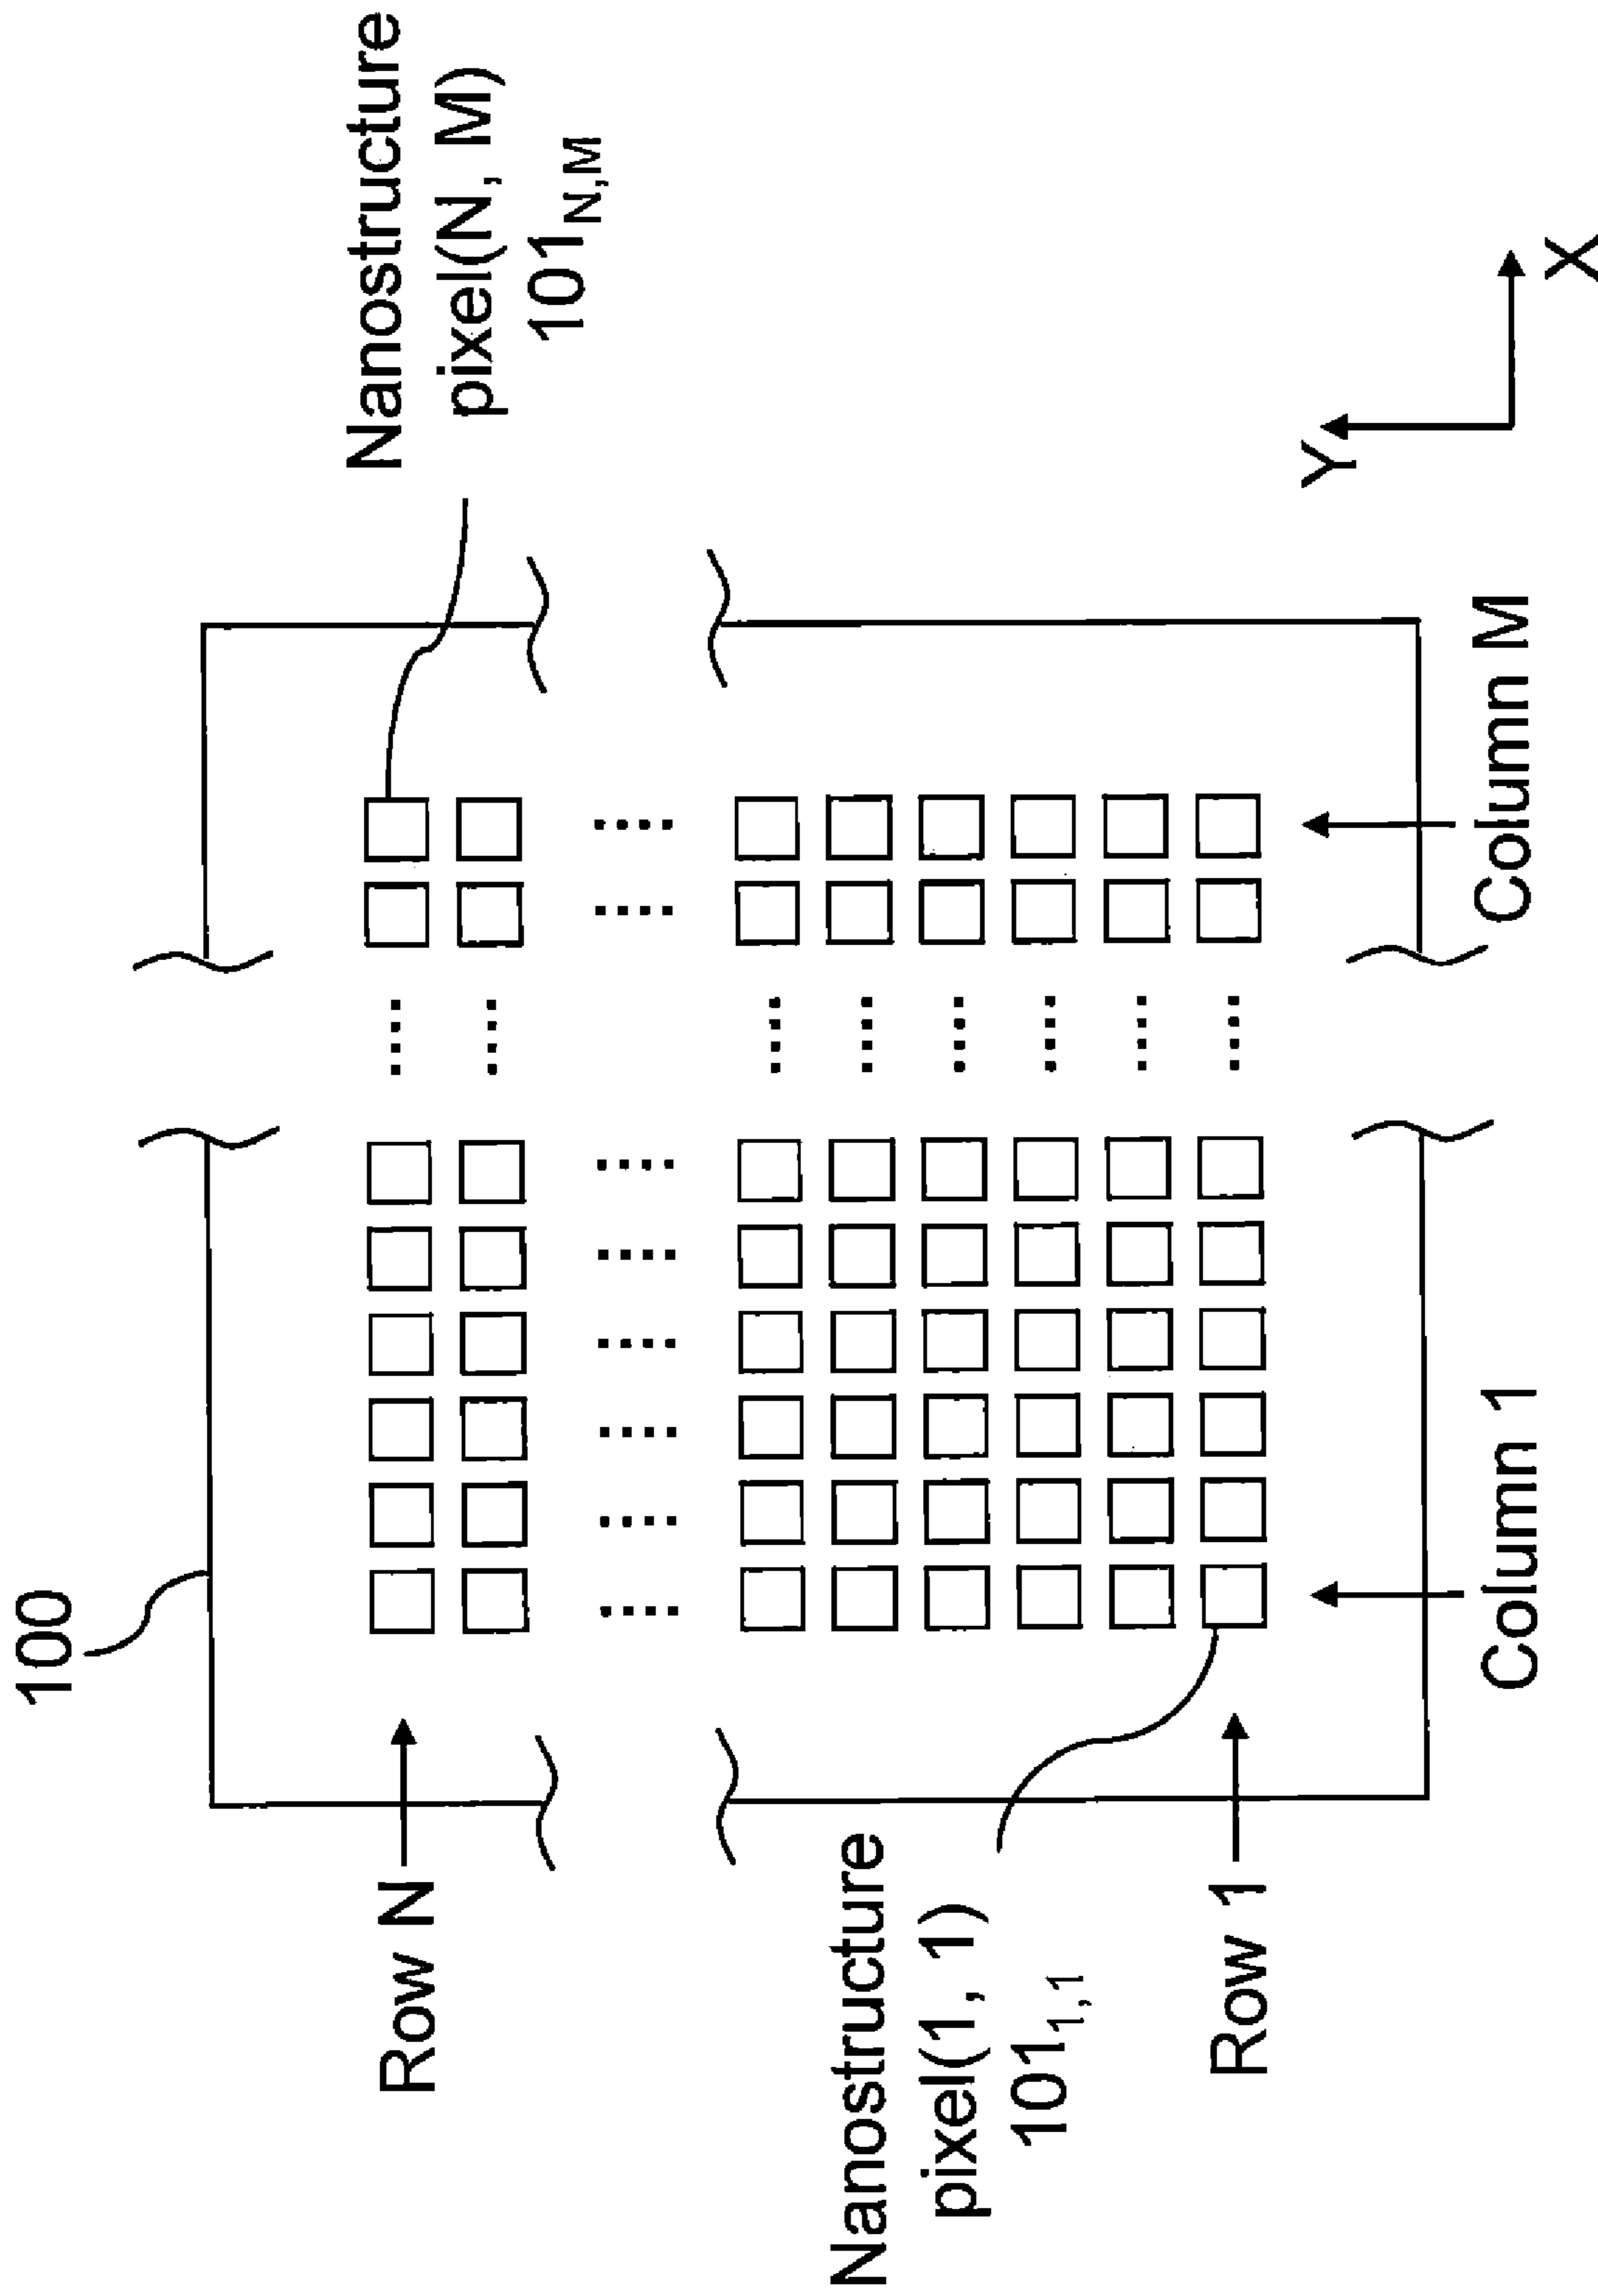 100
Nanostructure
pixel(N, M)
101N,M
Row N
Nanostructure
pixel(1, 1)
1011,1
Row 1
Column 1
Column M
Y
X